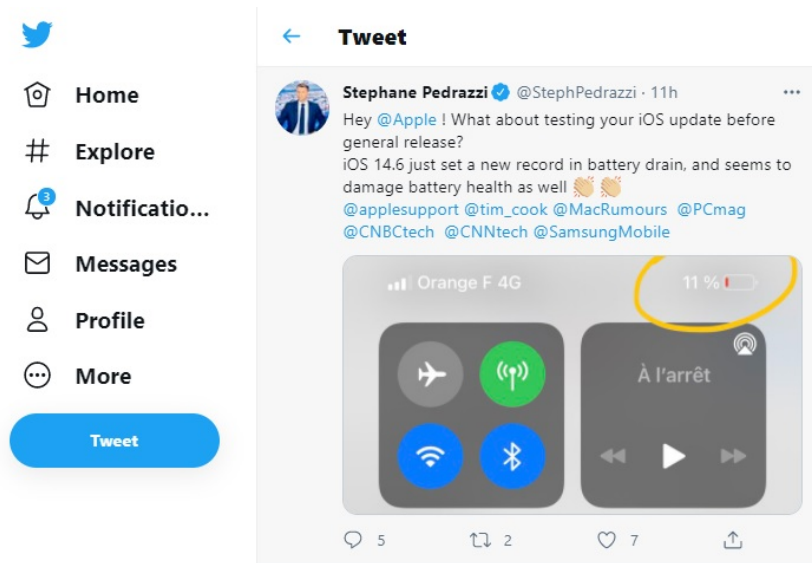 Tweet
Home
Explore
3
Notificatio...
Messages
Profile
More
Tweet
Stephane Pedrazzi @StephPedrazzi · 11h
Hey @Apple ! What about testing your iOS update before
general release?
iOS 14.6 just set a new record in battery drain, and seems to
damage battery health as well 👏🏼 👏🏼
@applesupport @tim_cook @MacRumours @PCmag
@CNBCtech @CNNtech @SamsungMobile
Orange F 4G 11 %
À l'arrêt
5 2 7